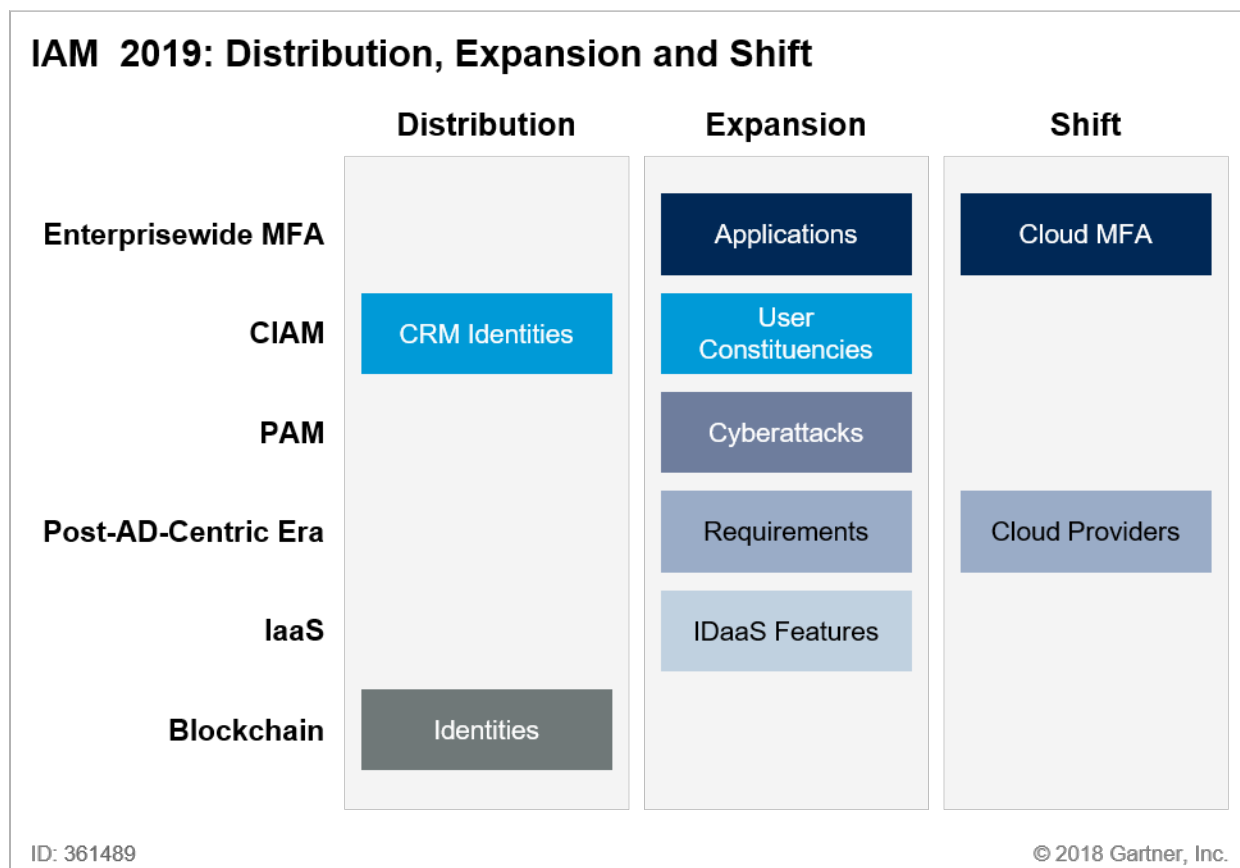 IAM  2019: Distribution, Expansion and Shift
Distribution Expansion Shift
Enterprisewide MFA Applications Cloud MFA
CIAM CRM Identities User
Constituencies
PAM Cyberattacks
Post-AD-Centric Era Requirements Cloud Providers
IaaS IDaaS Features
Blockchain Identities
ID: 361489 © 2018 Gartner, Inc.